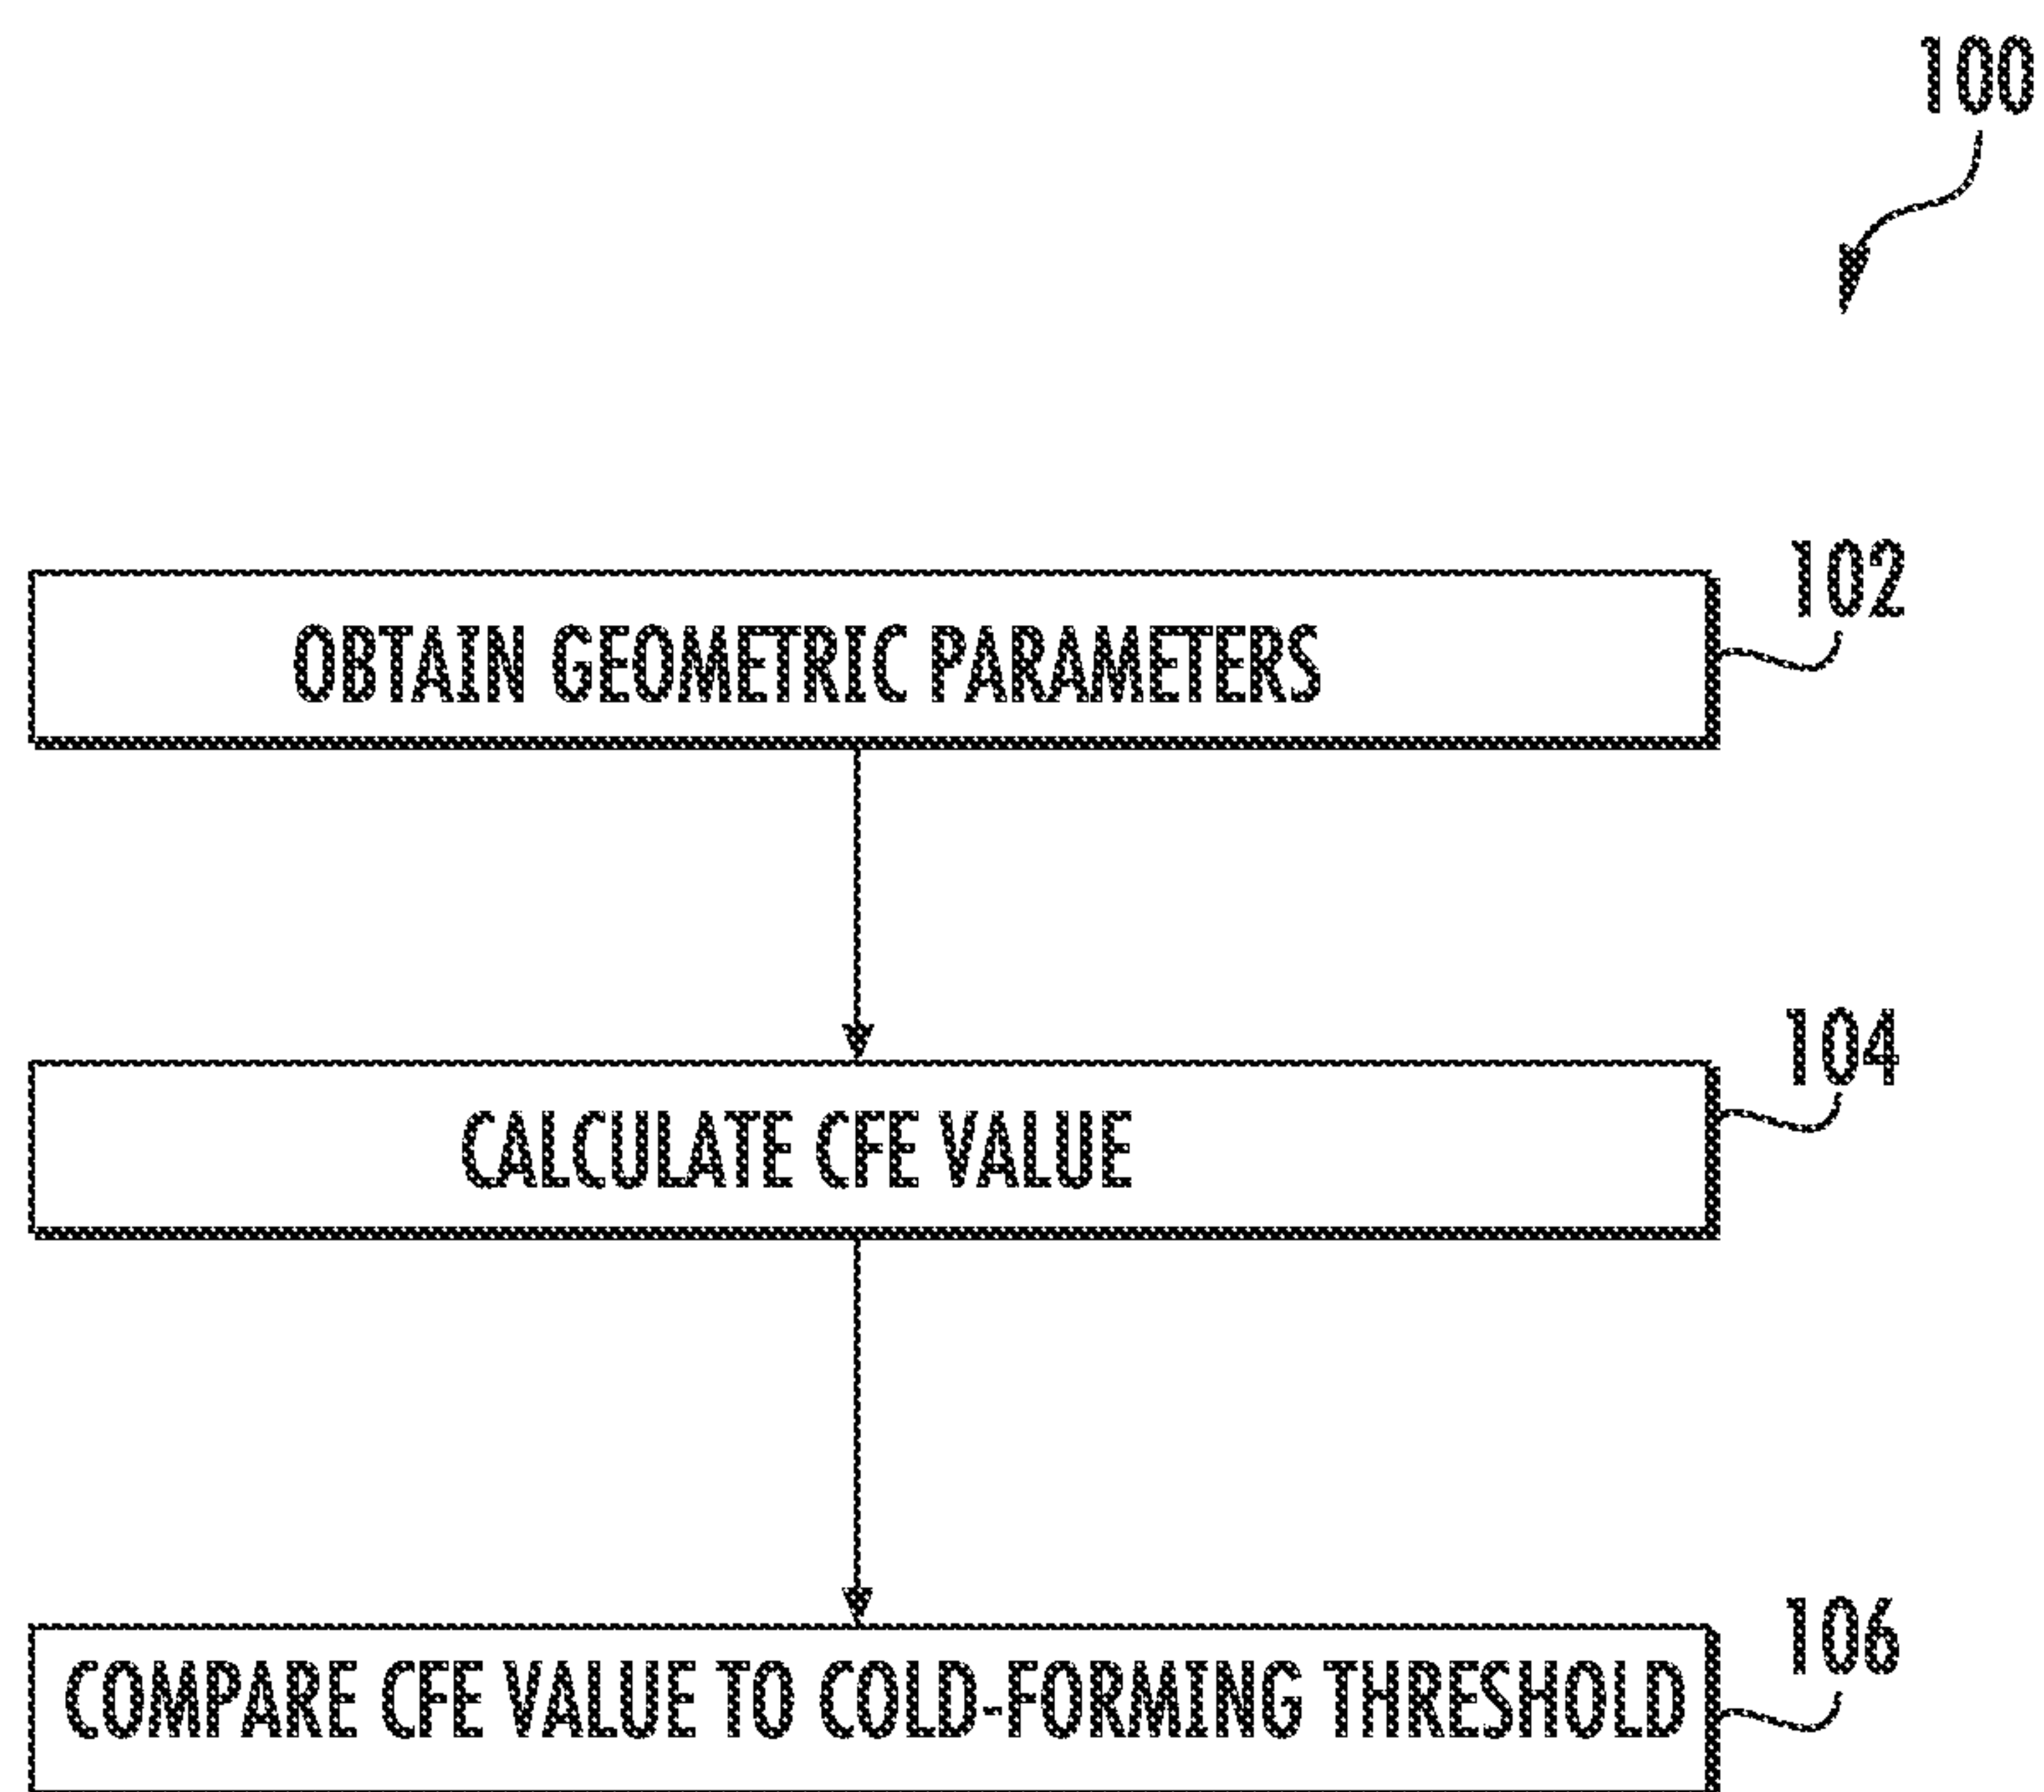 100
102
OBTAIN GEOMETRIC PARAMETERS
104
CALCULATE CFE VALUE
106
COMPARE CFE VALUE TO COLD-FORMING THRESHOLD